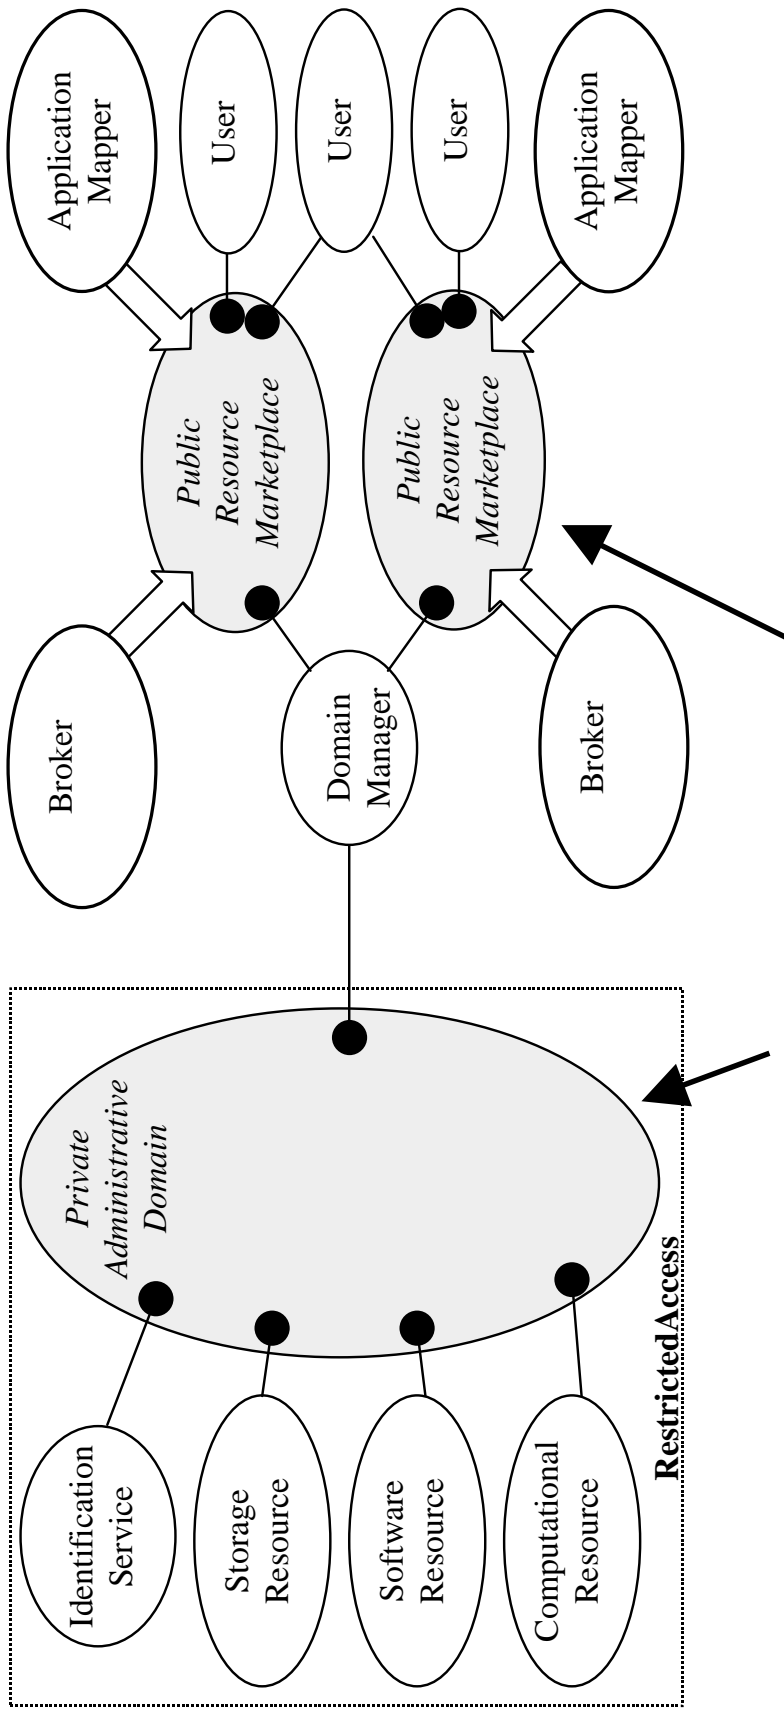 Identification
Service
Storage
Resource
Software
Resource
Computational
Resource
Private
Administrative
Domain
RestrictedAccess
Domain
Manager
Broker
Broker
Public
Resource
Marketplace
Public
Resource
Marketplace
Application
Mapper
User
User
User
Application
Mapper